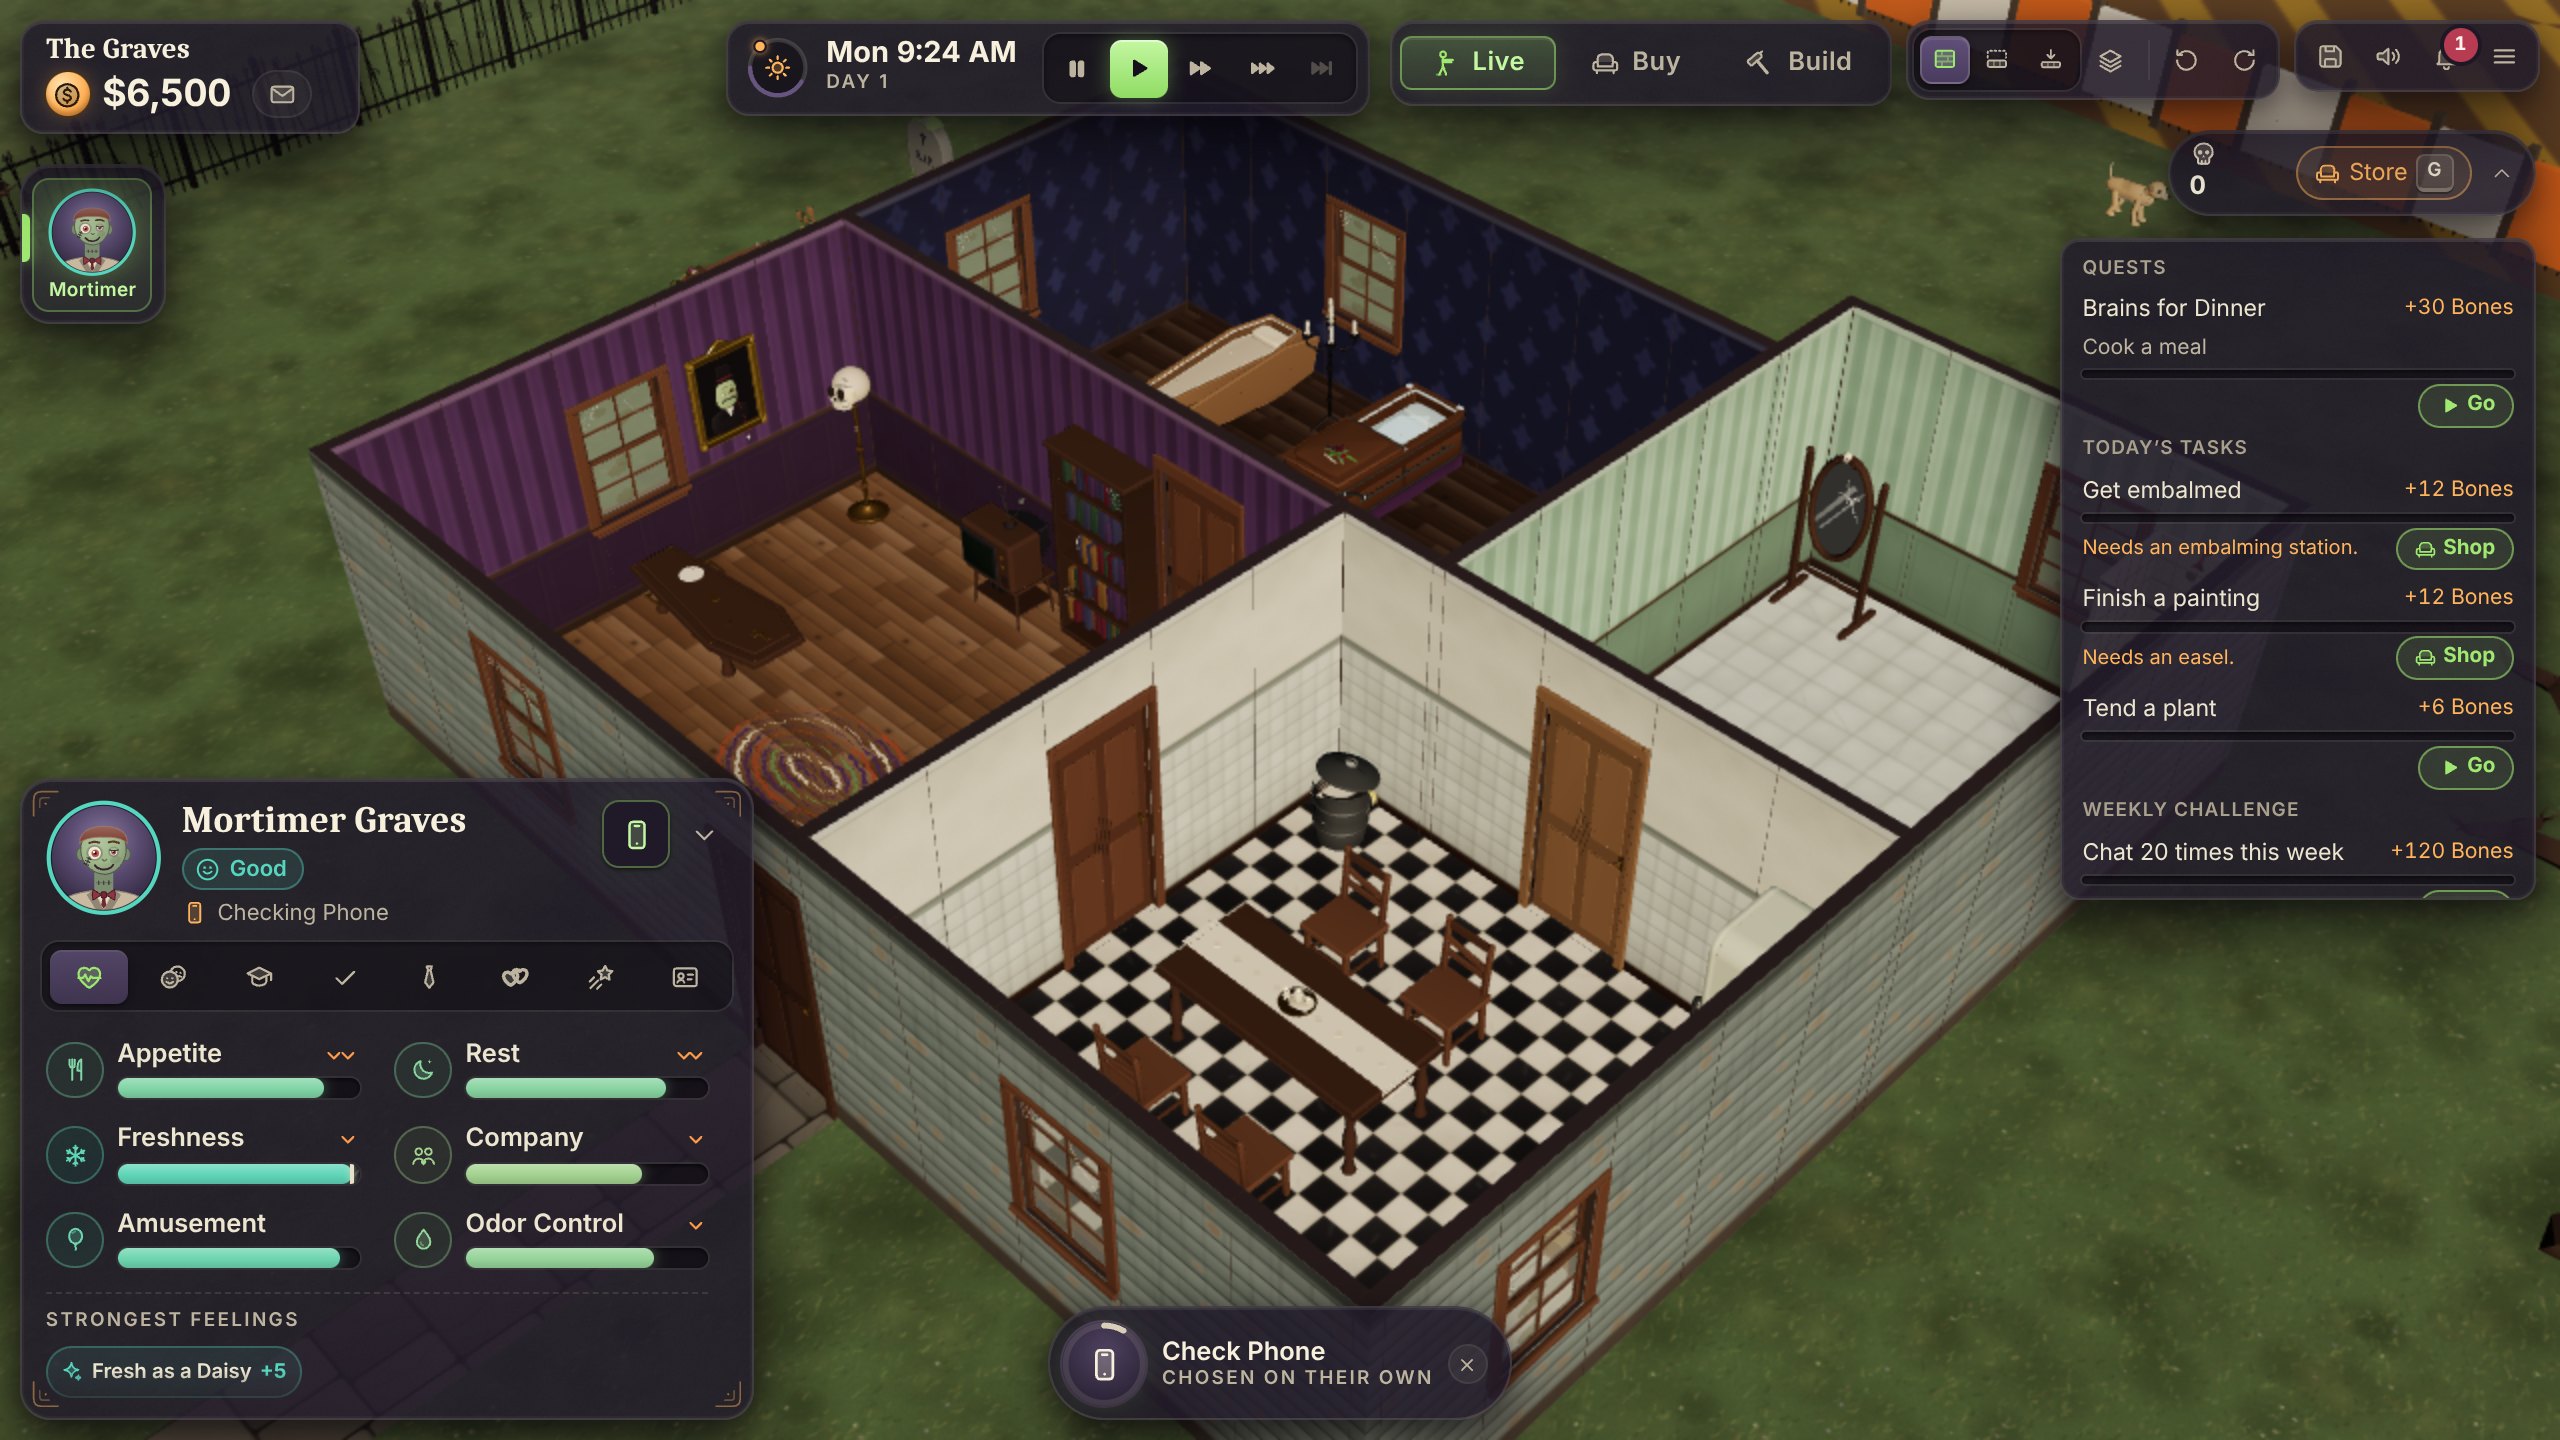 The Graves
$6,500
Mortimer
Mon 9:24 AM
DAY 1
Live
Buy
Build
1
0
Store G
QUESTS
Brains for Dinner +30 Bones
Cook a meal
Go
TODAY'S TASKS
Get embalmed +12 Bones
Needs an embalming station. Shop
Finish a painting +12 Bones
Needs an easel. Shop
Tend a plant +6 Bones
Go
WEEKLY CHALLENGE
Chat 20 times this week +120 Bones
Mortimer Graves
Good
Checking Phone
Appetite
Rest
Freshness
Company
Amusement
Odor Control
STRONGEST FEELINGS
Fresh as a Daisy +5
Check Phone
CHOSEN ON THEIR OWN